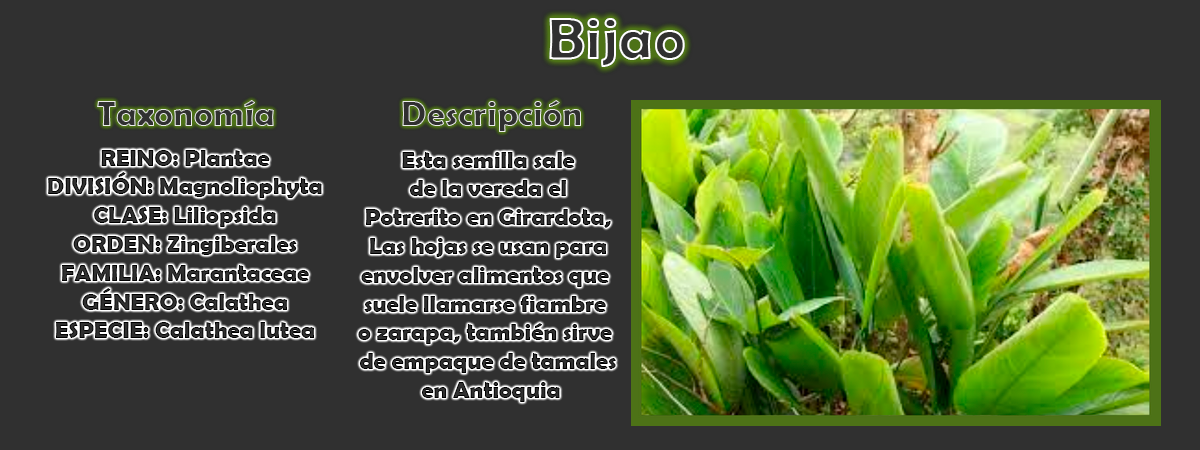 Bijao
Taxonomía
REINO: Plantae
DIVISIÓN: Magnoliophyta
CLASE: Liliopsida
ORDEN: Zingiberales
FAMILIA: Marantaceae
GÉNERO: Calathea
ESPECIE: Calathea lutea
Descripción
Esta semilla sale
de la vereda el
Potrerito en Girardota,
Las hojas se usan para
envolver alimentos que
suele llamarse fiambre
o zarapa, también sirve
de empaque de tamales
en Antioquia